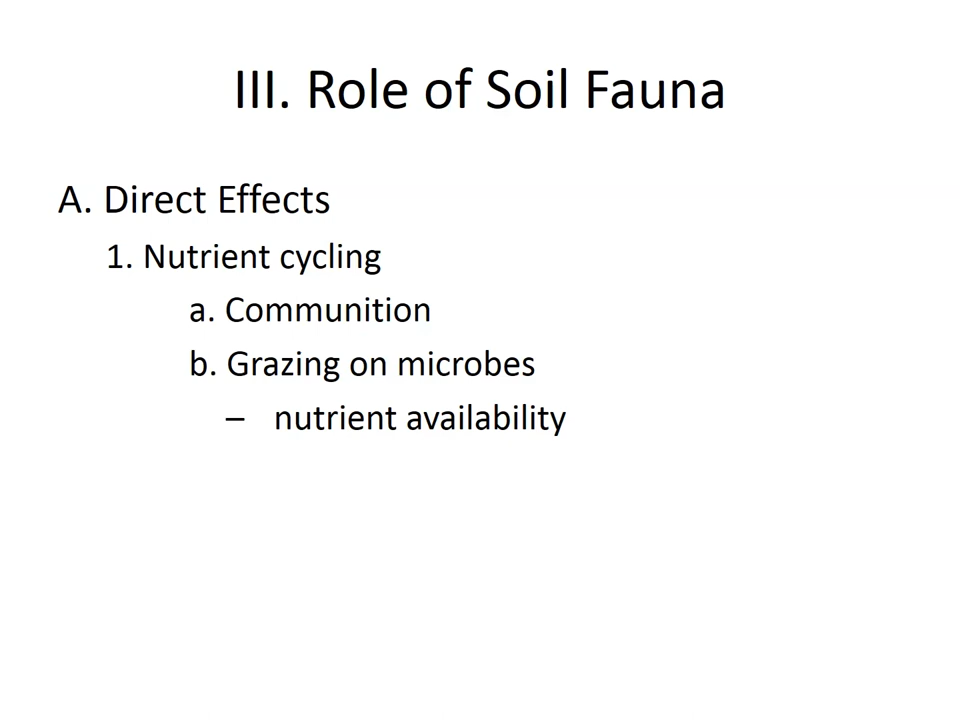 III. Role of Soil Fauna
A. Direct Effects
1. Nutrient cycling
a. Communition
b. Grazing on microbes
– nutrient availability